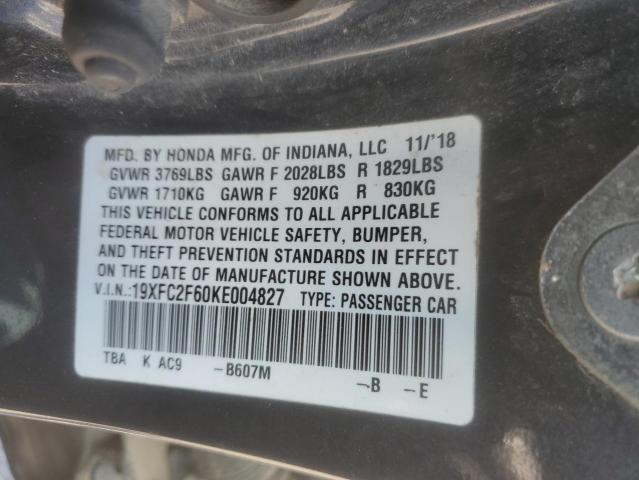 MFD. BY HONDA MFG. OF INDIANA, LLC 11/'18
GVWR 3769LBS GAWR F 2028LBS R 1829LBS
GVWR 1710KG GAWR F 920KG R 830KG
THIS VEHICLE CONFORMS TO ALL APPLICABLE
FEDERAL MOTOR VEHICLE SAFETY, BUMPER,
AND THEFT PREVENTION STANDARDS IN EFFECT
ON THE DATE OF MANUFACTURE SHOWN ABOVE.
V.I.N.:19XFC2F60KE004827 TYPE: PASSENGER CAR
TBA K AC9 -B607M -B -E